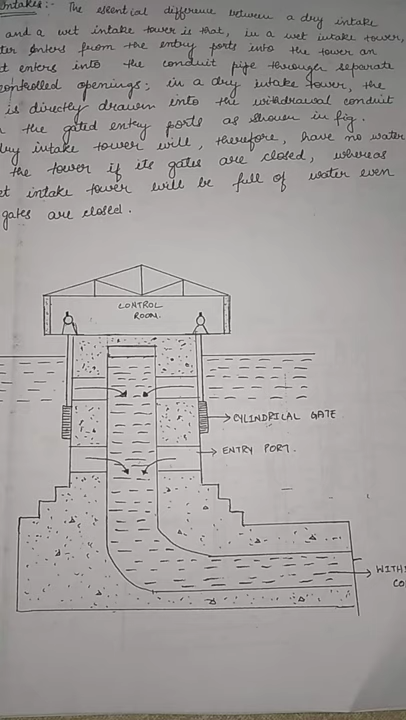 Intakes:- The essential difference between a dry intake
and a wet intake tower is that, in a wet intake tower,
enters from the entry ports into the tower an
enters into the conduit pipe through separate
controlled openings; in a dry intake tower, the
is directly drawn into the withdrawal conduit
the gated entry ports as shown in fig.
dry intake tower will, therefore, have no water
the tower if its gates are closed, whereas
intake tower will be full of water even
gates are closed.
CONTROL
ROOM.
CYLINDRILAL GATE
ENTRY PORT.
WITH
CO